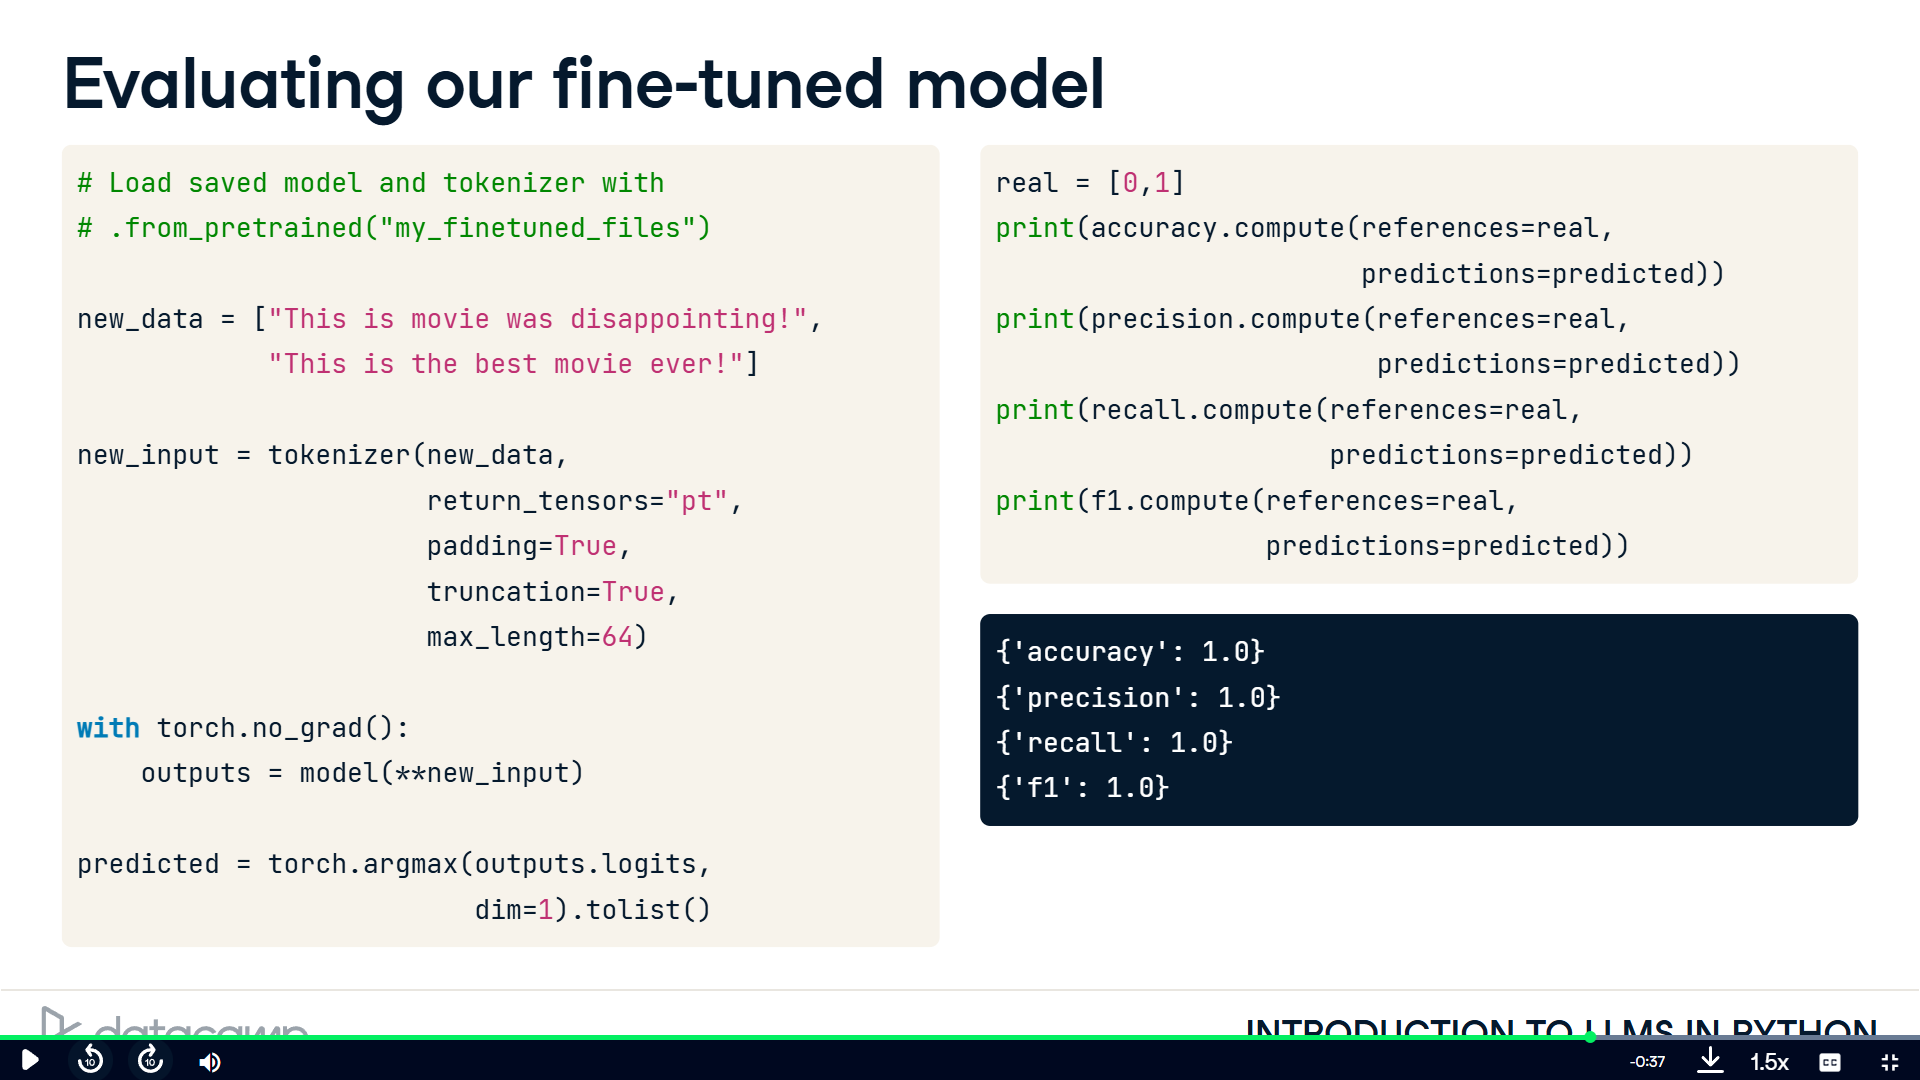 Evaluating our fine-tuned model
# Load saved model and tokenizer with
# .from_pretrained("my_finetuned_files")
new_data = ["This is movie was disappointing!",
"This is the best movie ever!"]
new_input = tokenizer(new_data,
return_tensors="pt",
padding=True,
truncation=True,
max_length=64)
with torch.no_grad():
outputs = model(**new_input)
predicted = torch.argmax(outputs.logits,
dim=1).tolist()
real = [0,1]
print(accuracy.compute(references=real,
predictions=predicted))
print(precision.compute(references=real,
predictions=predicted))
print(recall.compute(references=real,
predictions=predicted))
print(f1.compute(references=real,
predictions=predicted))
{'accuracy': 1.0}
{'precision': 1.0}
{'recall': 1.0}
{'f1': 1.0}
datacamp
INTRODUCTION TO LLMS IN PYTHON
10
10
-0:37
1.5x
CC